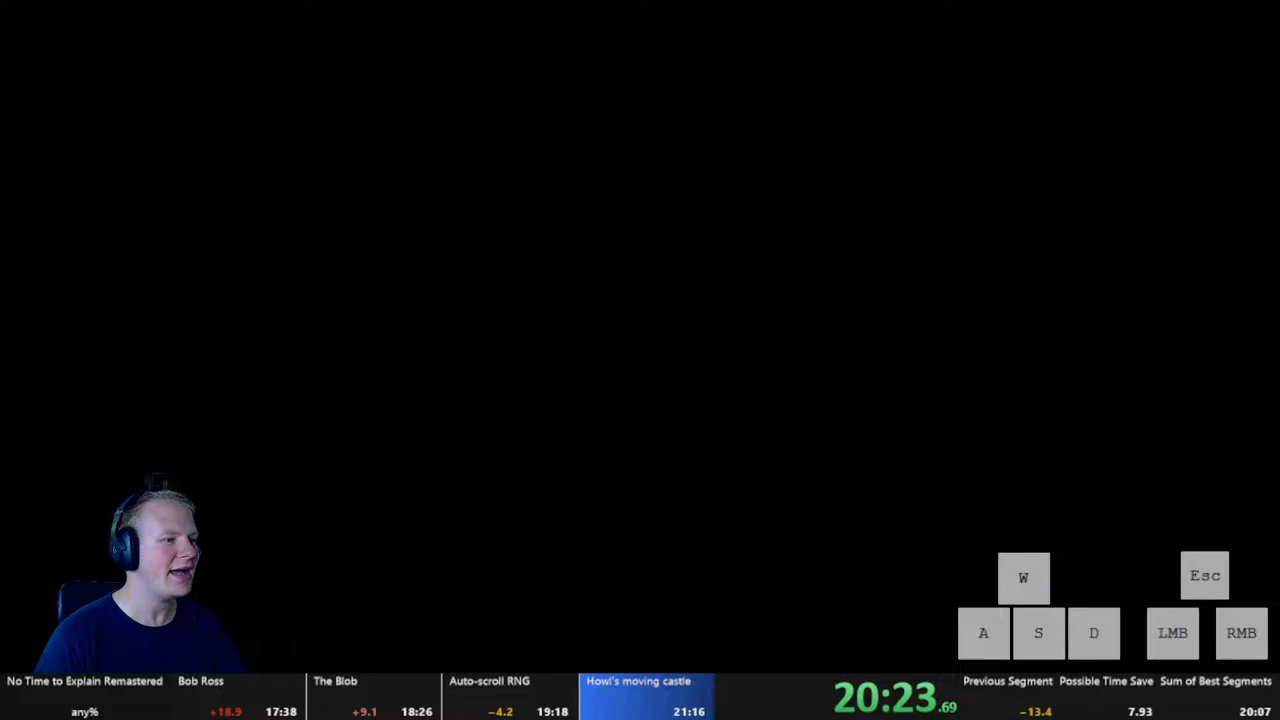 W
Esc
A S D LMB RMB
No Time to Explain Remastered
any%
Bob Ross
+18.9 17:38
The Blob
+9.1 18:26
Auto-scroll RNG
−4.2 19:18
Howl's moving castle
21:16
20:23.69
Previous Segment
−13.4
Possible Time Save
7.93
Sum of Best Segments
20:07